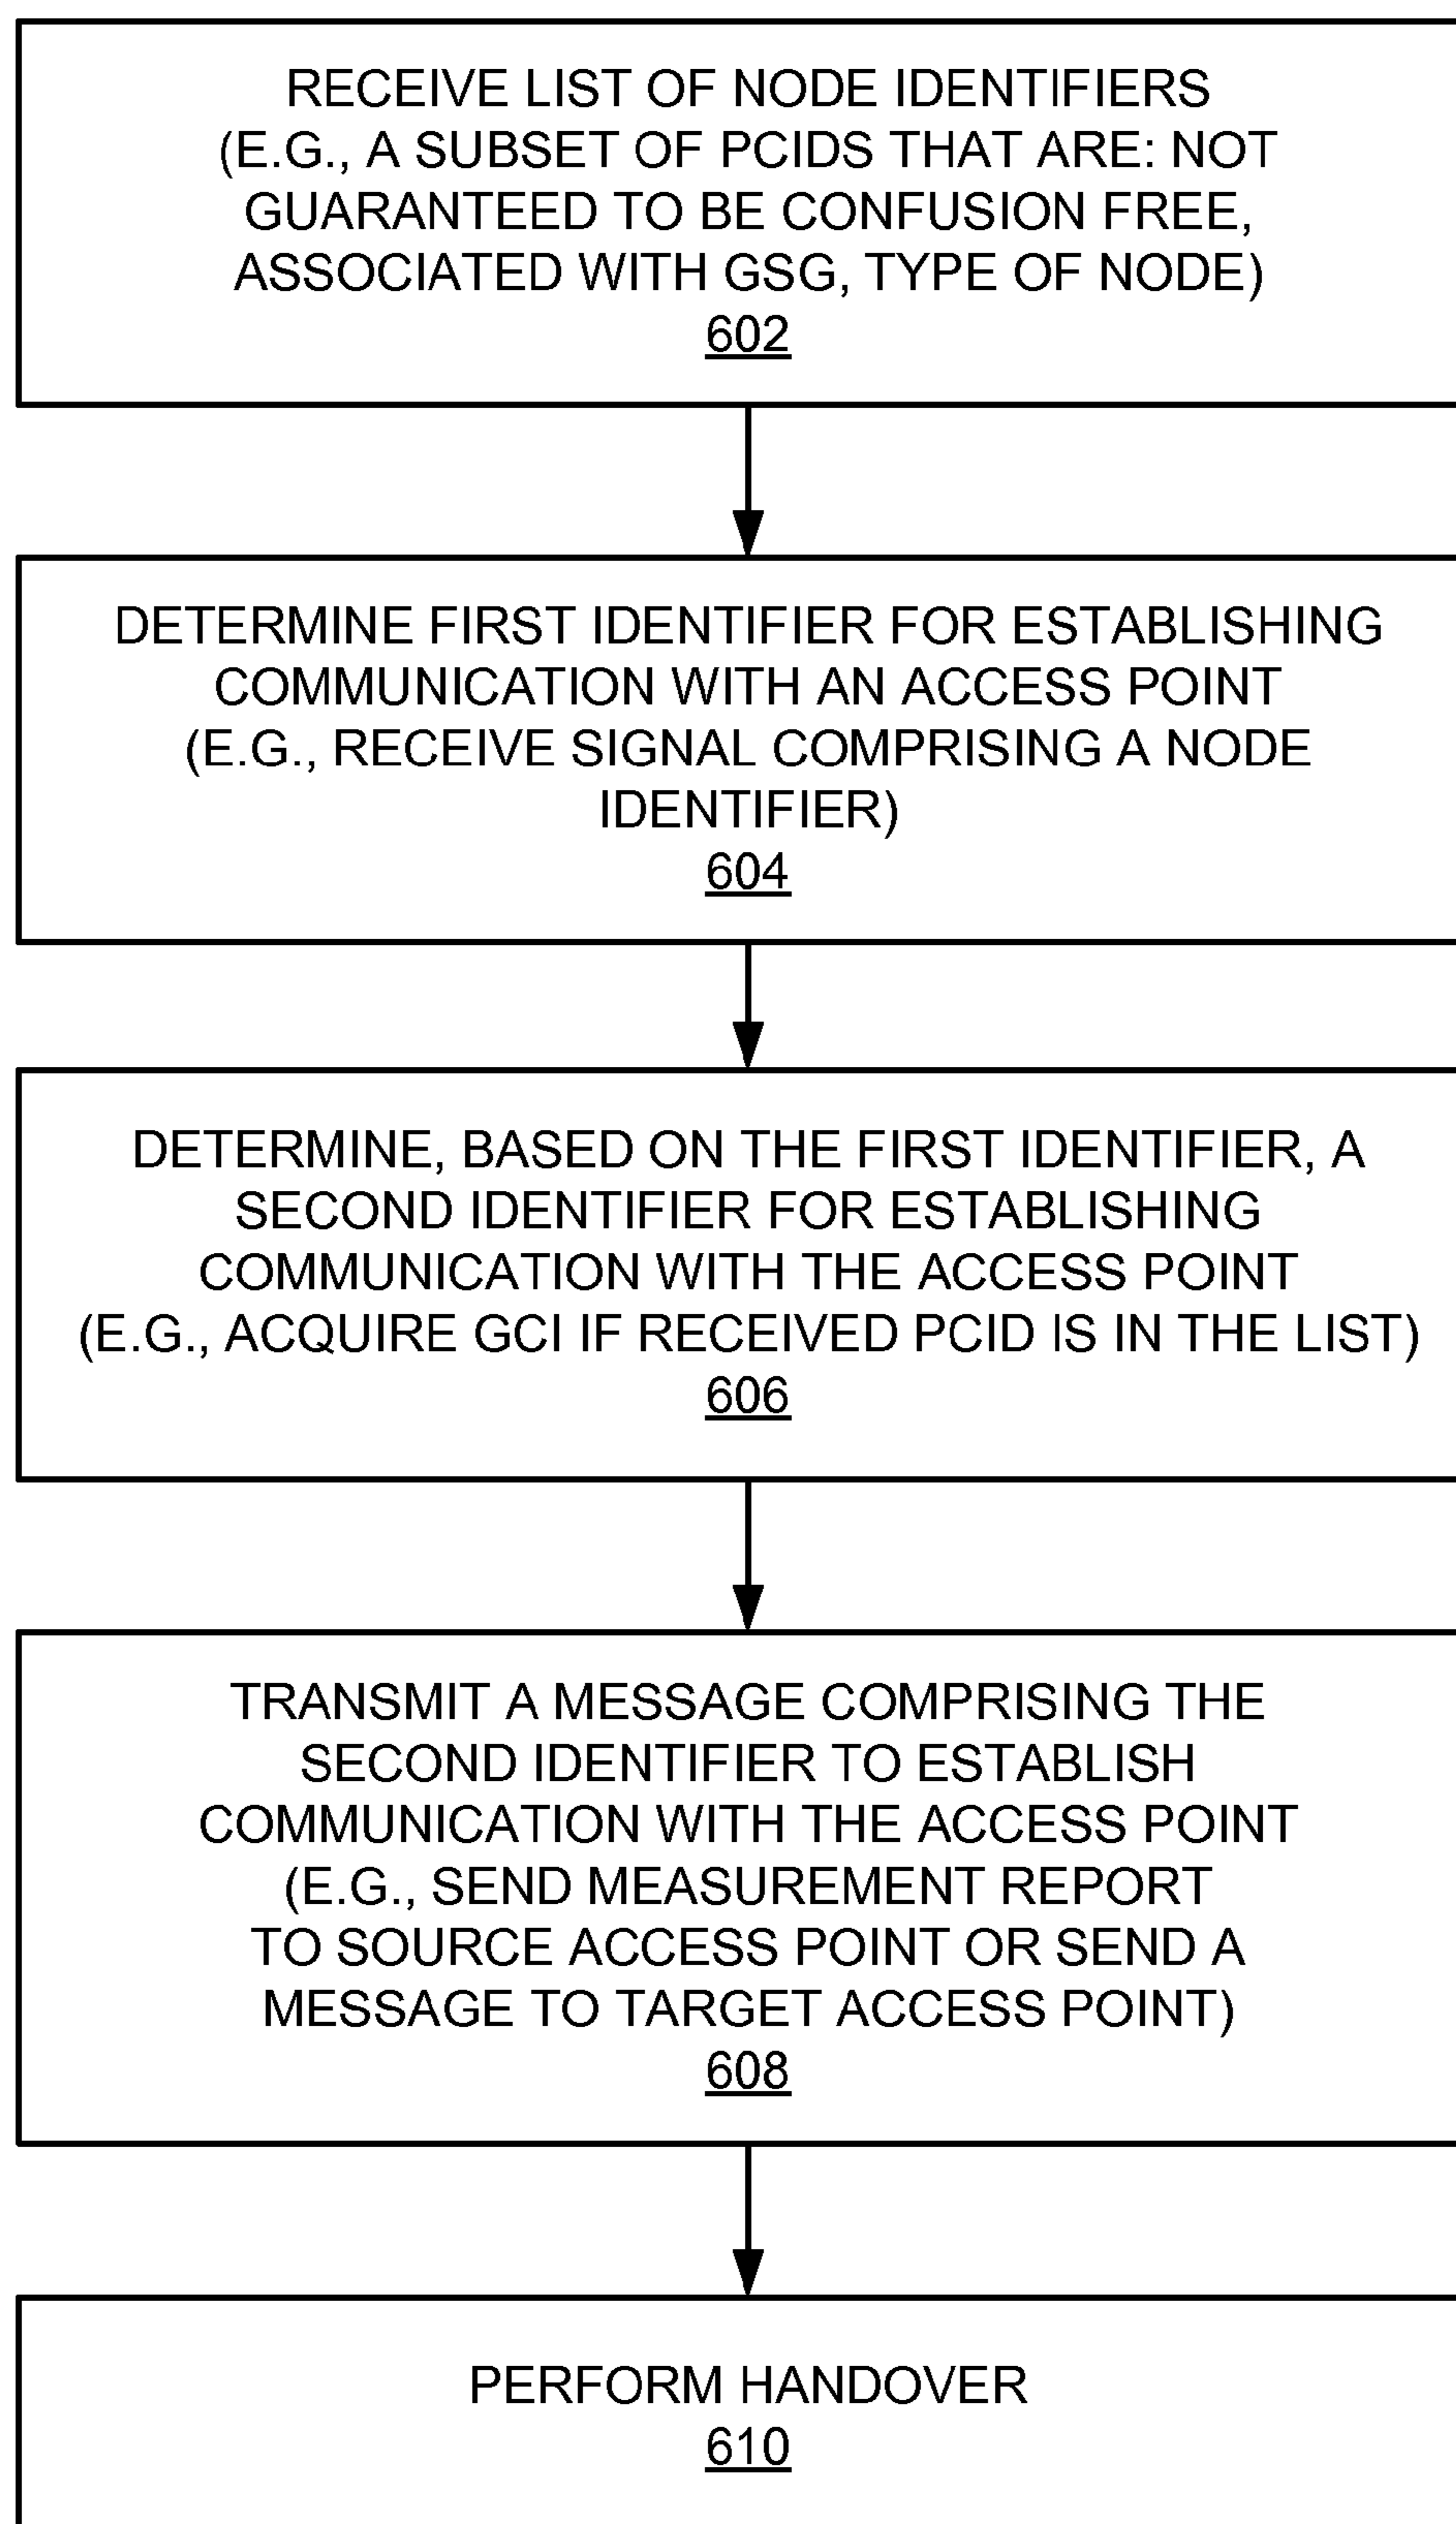 RECEIVE LIST OF NODE IDENTIFIERS
(E.G., A SUBSET OF PCIDS THAT ARE: NOT
GUARANTEED TO BE CONFUSION FREE,
ASSOCIATED WITH GSG, TYPE OF NODE)
602
DETERMINE FIRST IDENTIFIER FOR ESTABLISHING
COMMUNICATION WITH AN ACCESS POINT
(E.G., RECEIVE SIGNAL COMPRISING A NODE
IDENTIFIER)
604
DETERMINE, BASED ON THE FIRST IDENTIFIER, A
SECOND IDENTIFIER FOR ESTABLISHING
COMMUNICATION WITH THE ACCESS POINT
(E.G., ACQUIRE GCI IF RECEIVED PCID IS IN THE LIST)
606
TRANSMIT A MESSAGE COMPRISING THE
SECOND IDENTIFIER TO ESTABLISH
COMMUNICATION WITH THE ACCESS POINT
(E.G., SEND MEASUREMENT REPORT
TO SOURCE ACCESS POINT OR SEND A
MESSAGE TO TARGET ACCESS POINT)
608
PERFORM HANDOVER
610